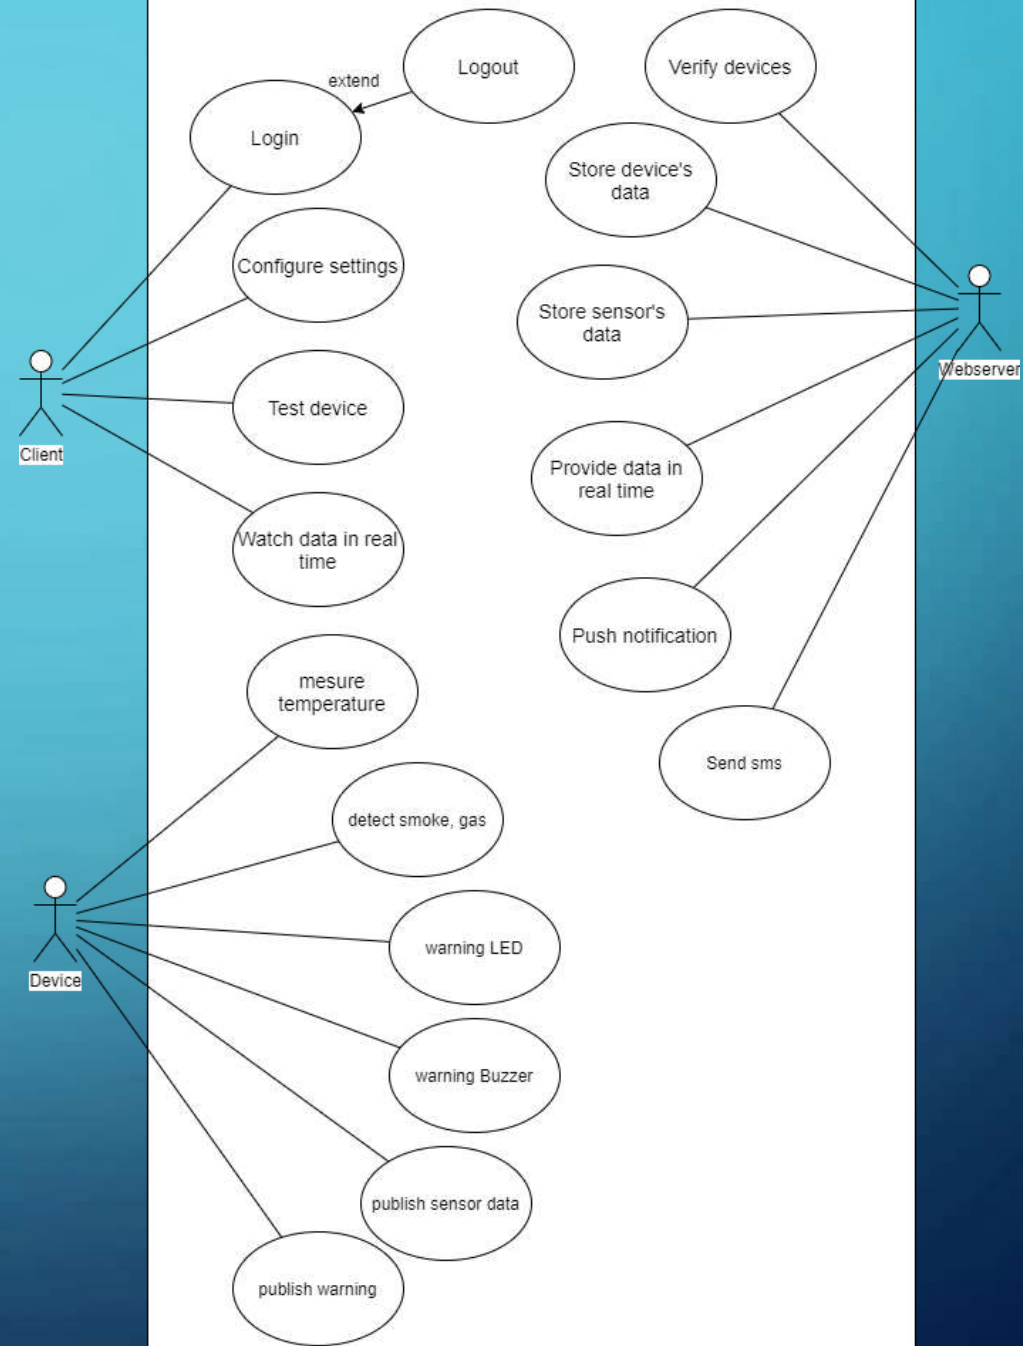 Logout
Verify devices
extend
Login
Store device's
data
Configure settings
Store sensor's
data
Webserver
Test device
Client
Provide data in
real time
Watch data in real
time
Push notification
mesure
temperature
Send sms
detect smoke, gas
warning LED
Device
warning Buzzer
publish sensor data
publish warning